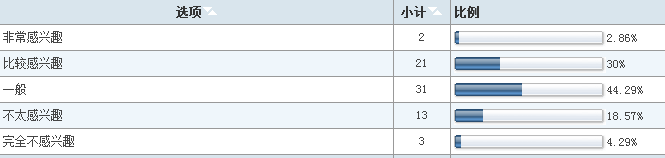 选项 小计 比例
非常感兴趣 2 2.86%
比较感兴趣 21 30%
一般 31 44.29%
不太感兴趣 13 18.57%
完全不感兴趣 3 4.29%